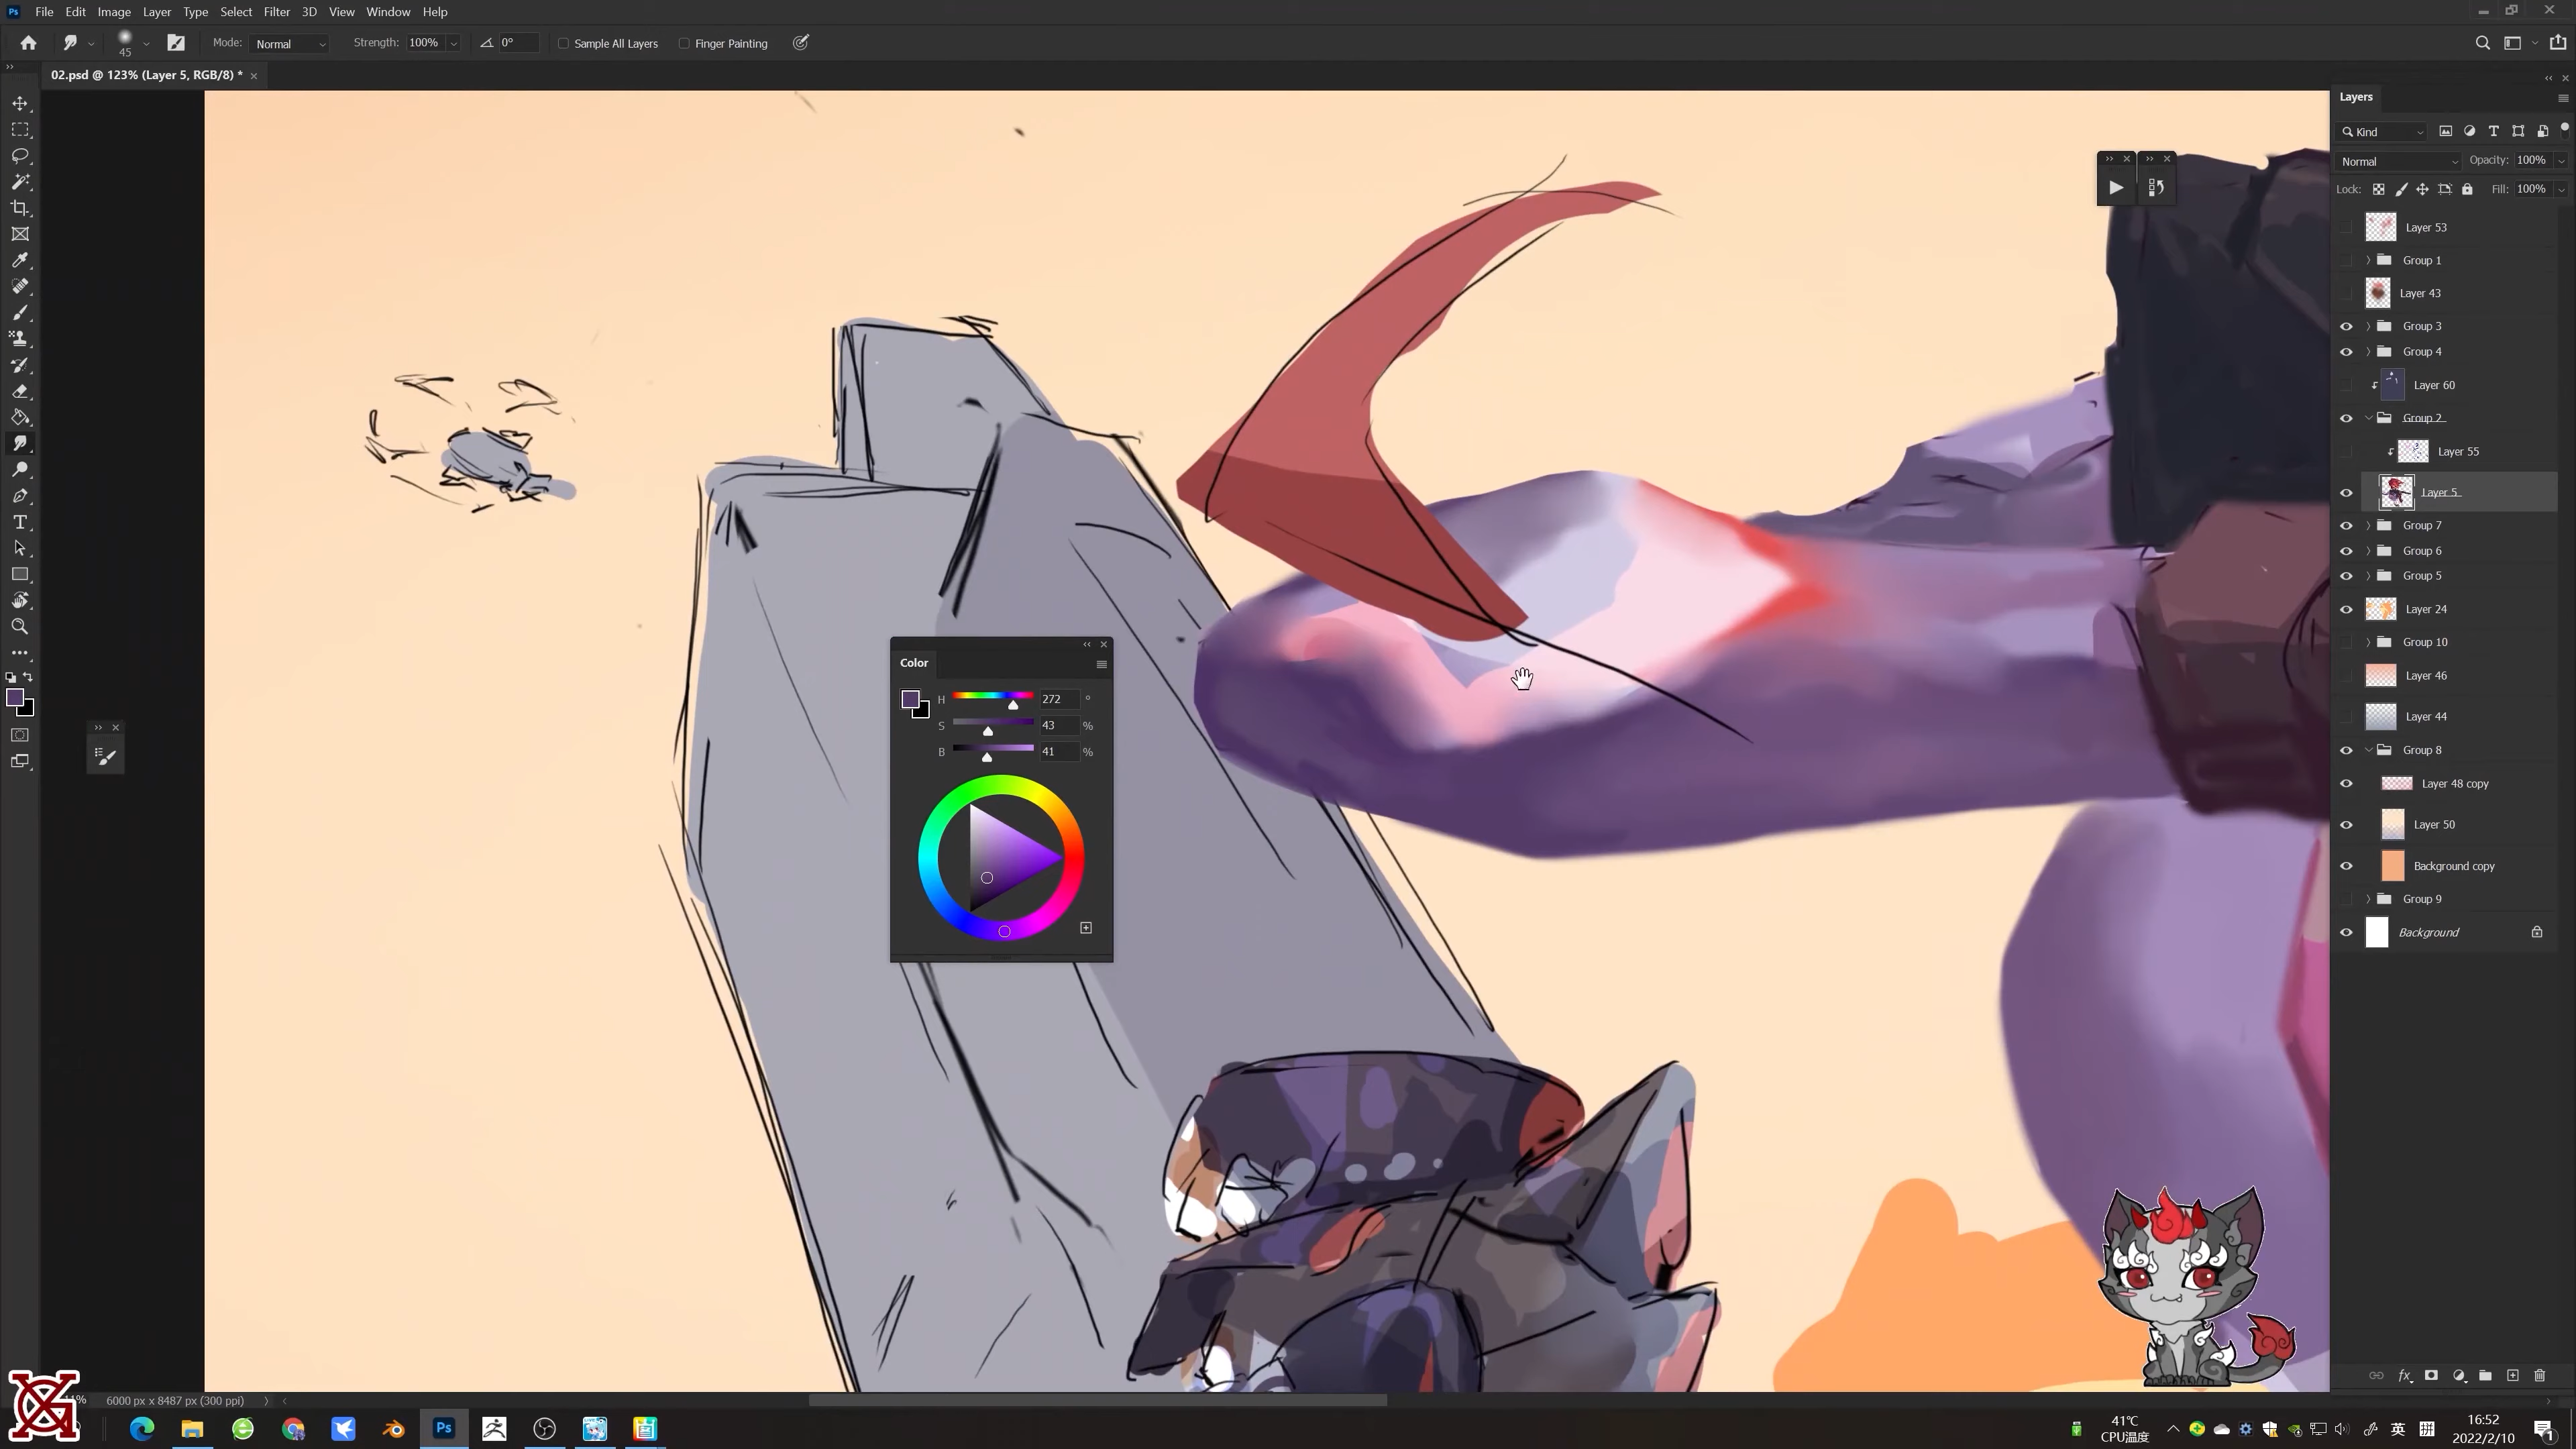 Ps File Edit Image Layer Type Select Filter 3D View Window Help
45 Mode: Normal Strength: 100% 0° Sample All Layers Finger Painting
02.psd @ 123% (Layer 5, RGB/8) *
Layers
Kind
Normal Opacity: 100%
Lock: Fill: 100%
Layer 53
Group 1
Layer 43
Group 3
Group 4
Layer 60
Group 2
Layer 55
Layer 5
Group 7
Group 6
Group 5
Layer 24
Group 10
Layer 46
Layer 44
Group 8
Layer 48 copy
Layer 50
Background copy
Group 9
Background
Color
H 272 °
S 43 %
B 41 %
6000 px x 8487 px (300 ppi)
fx
Ps
41℃
CPU温度
英
拼
16:52
2022/2/10
1